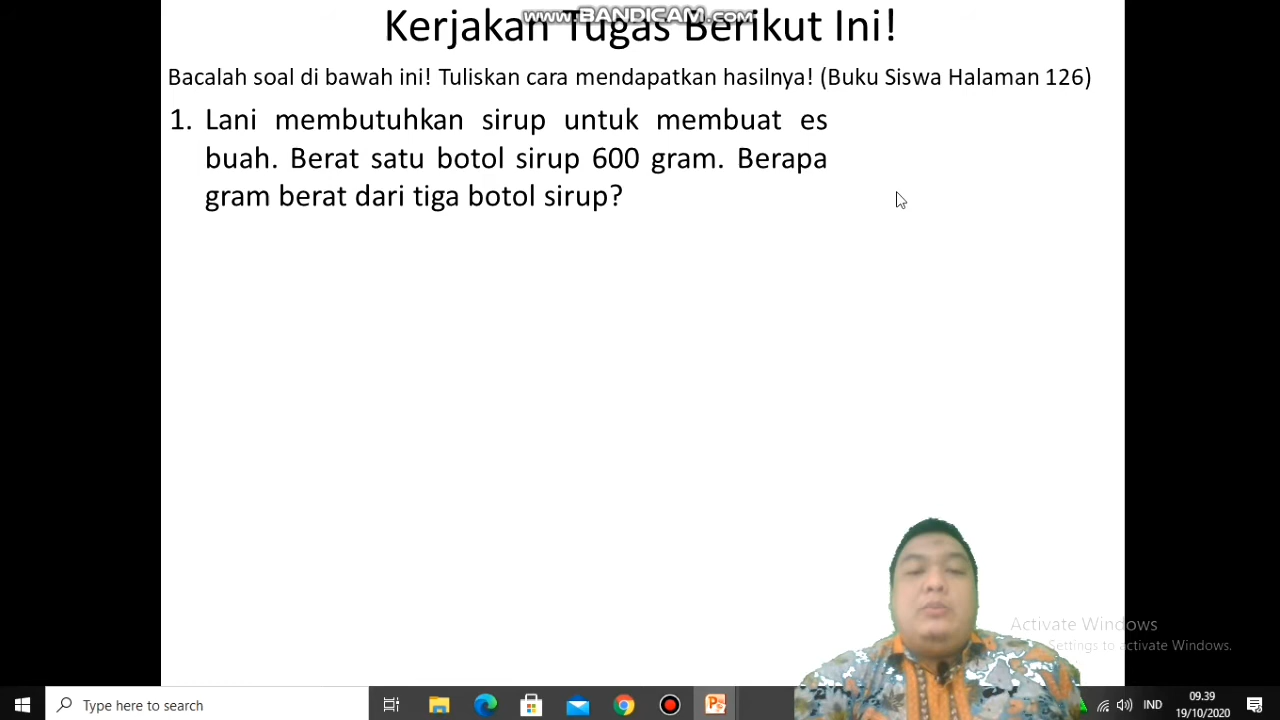 www.BANDICAM.com
Kerjakan Tugas Berikut Ini!
Bacalah soal di bawah ini! Tuliskan cara mendapatkan hasilnya! (Buku Siswa Halaman 126)
1. Lani membutuhkan sirup untuk membuat es
buah. Berat satu botol sirup 600 gram. Berapa
gram berat dari tiga botol sirup?
Activate Windows
Settings to activate Windows.
Type here to search
IND
09.39
19/10/2020